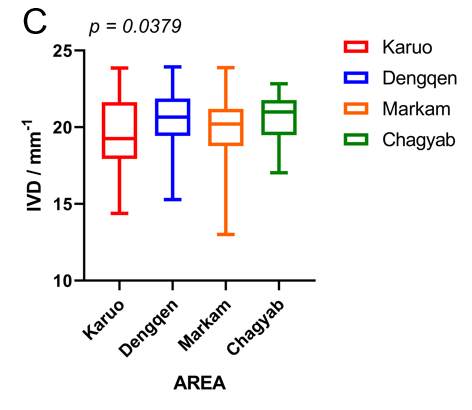 C
p = 0.0379
IVD / mm⁻¹
25
20
15
10
Karuo
Dengqen
Markam
Chagyab
AREA
Karuo
Dengqen
Markam
Chagyab